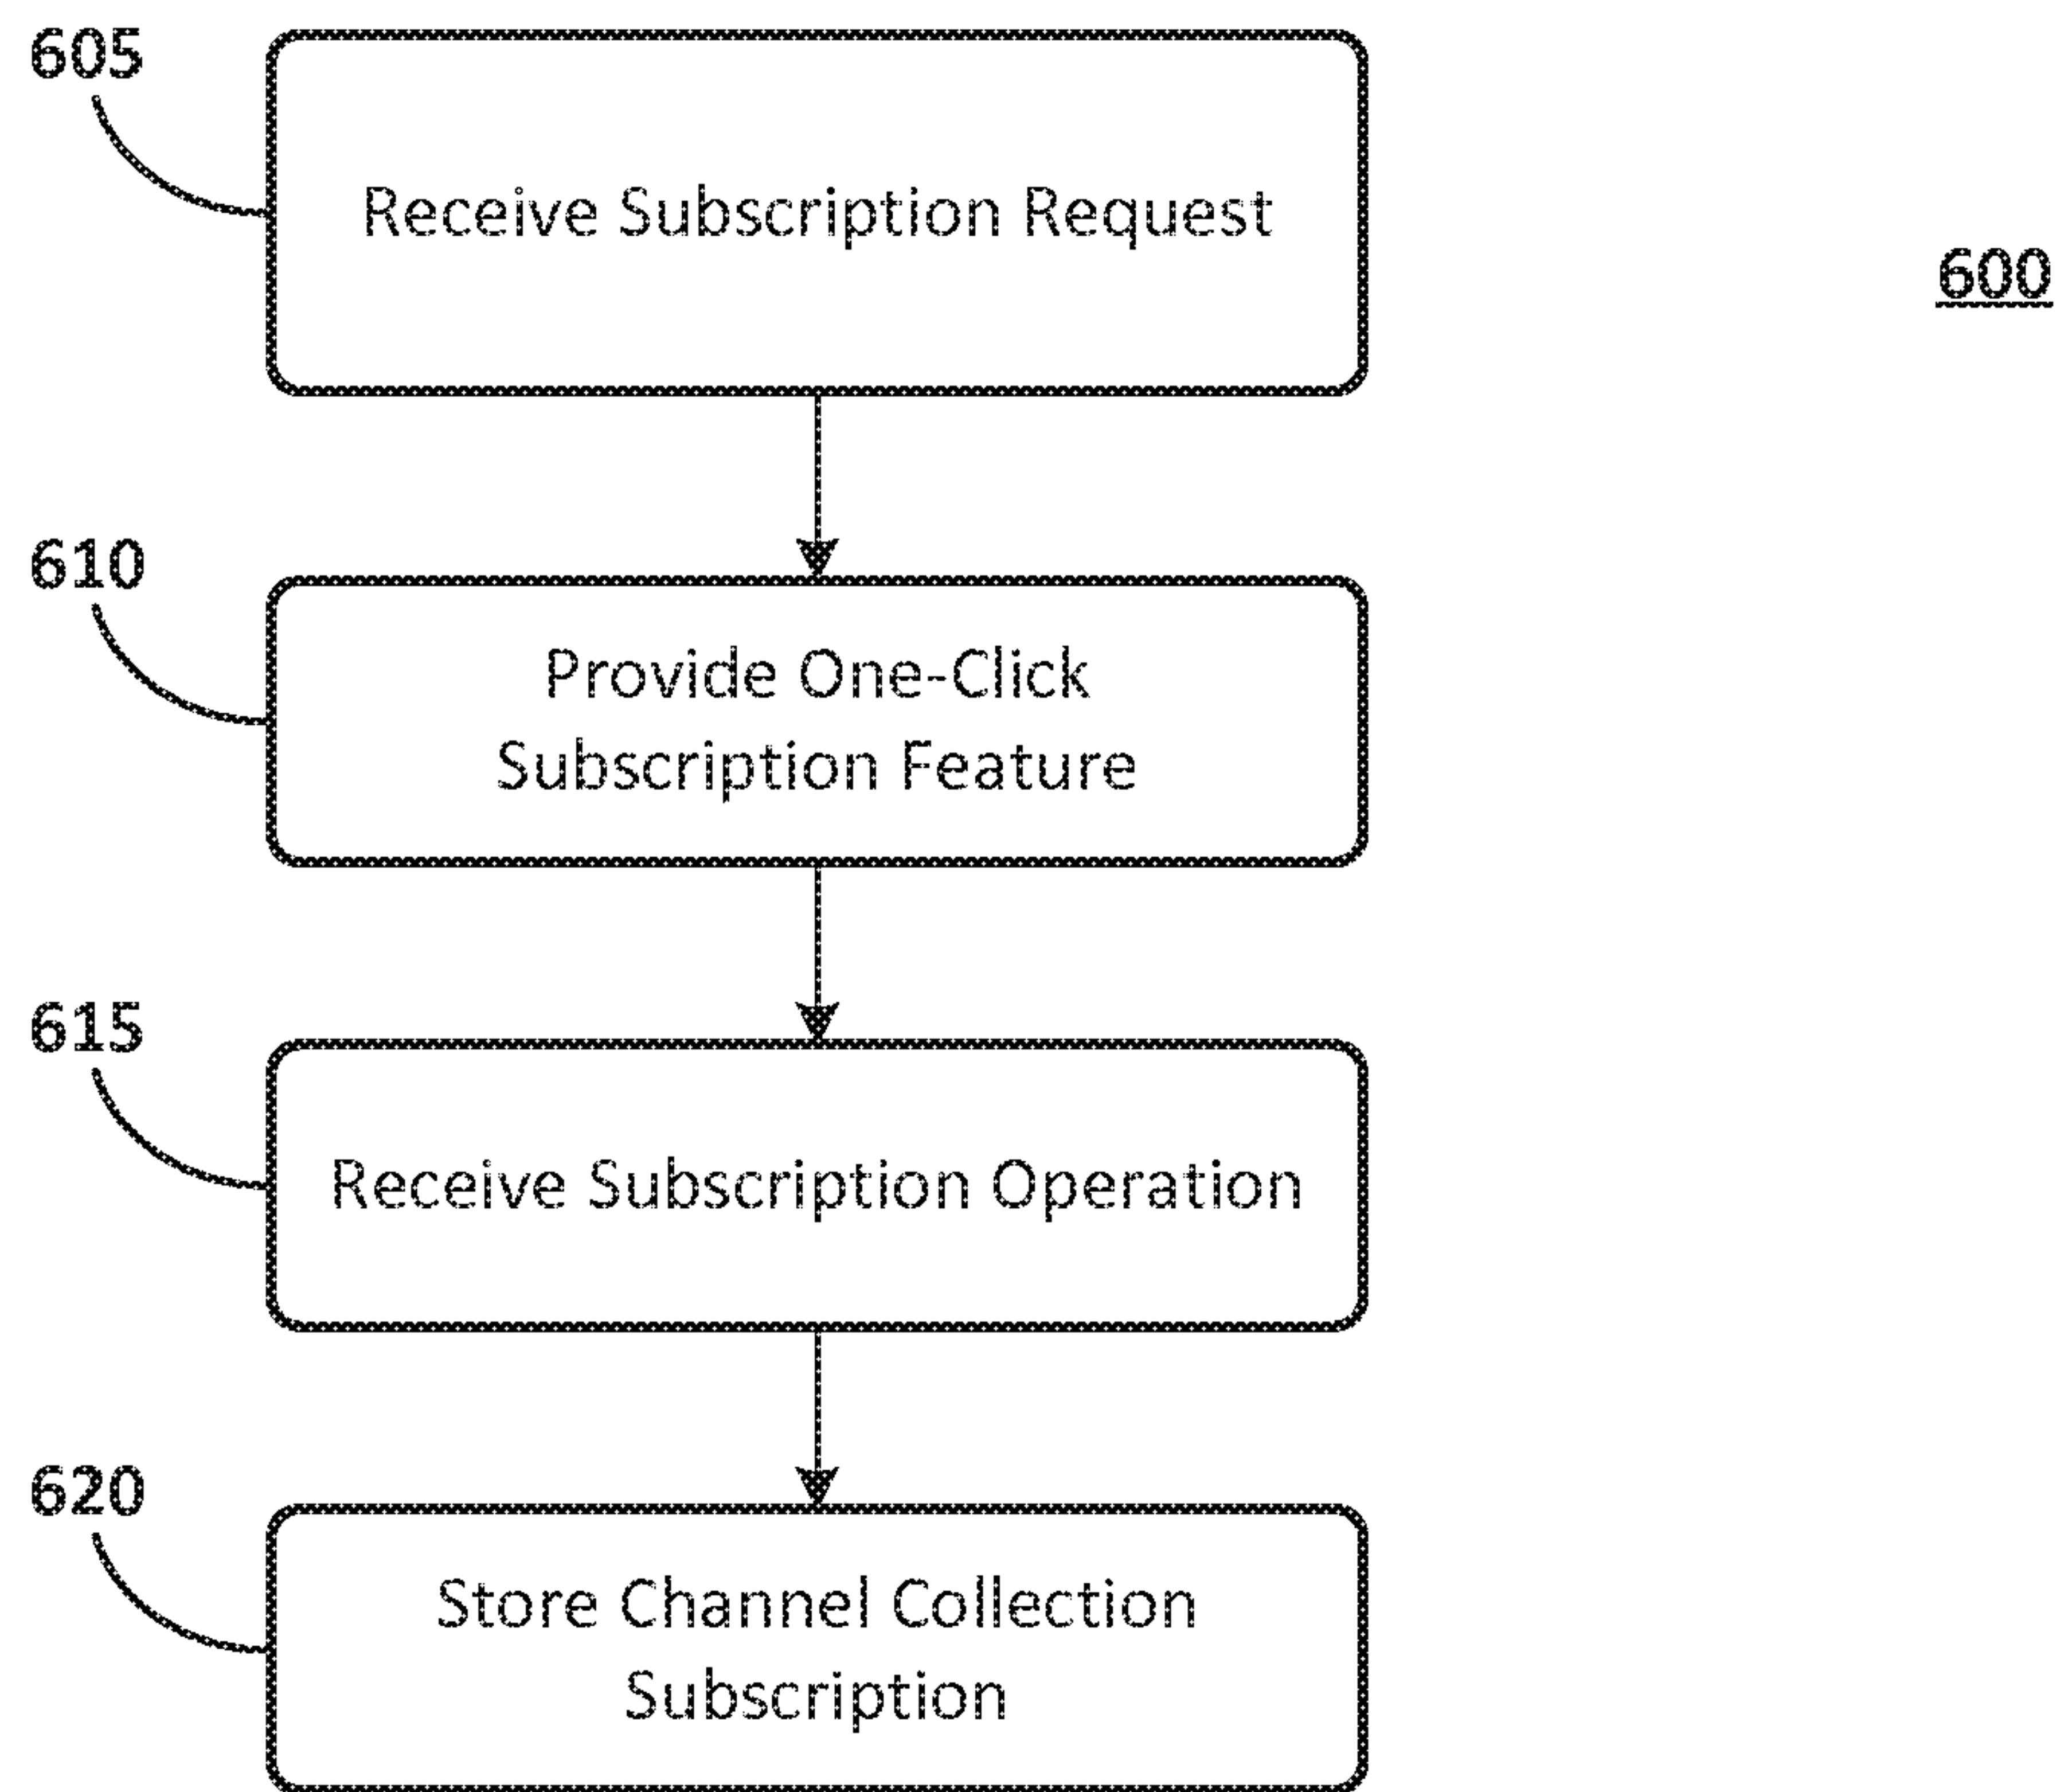 605
Receive Subscription Request
600
610
Provide One-Click
Subscription Feature
615
Receive Subscription Operation
620
Store Channel Collection
Subscription